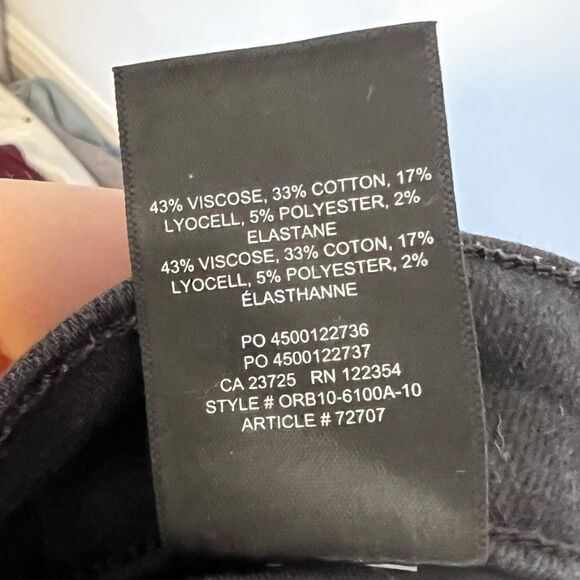 43% VISCOSE, 33% COTTON, 17%
LYOCELL, 5% POLYESTER, 2%
ELASTANE
43% VISCOSE, 33% COTON, 17%
LYOCELL, 5% POLYESTER, 2%
ÉLASTHANNE
PO 4500122736
PO 4500122737
CA 23725 RN 122354
STYLE # ORB10-6100A-10
ARTICLE # 72707